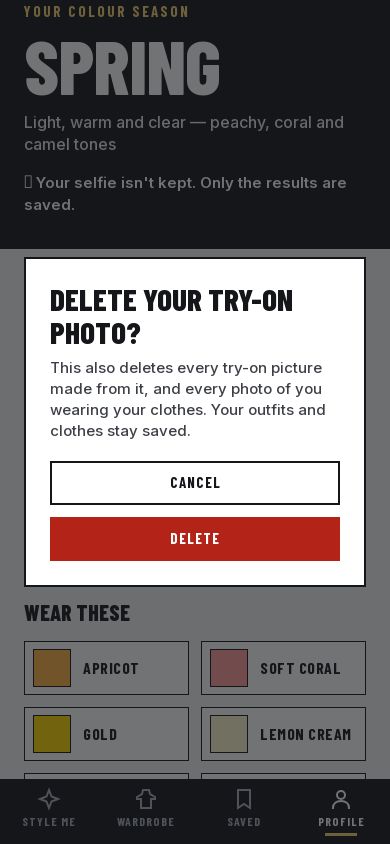 YOUR COLOUR SEASON
SPRING
Light, warm and clear — peachy, coral and
camel tones
Your selfie isn't kept. Only the results are
saved.
DELETE YOUR TRY-ON
PHOTO?
This also deletes every try-on picture
made from it, and every photo of you
wearing your clothes. Your outfits and
clothes stay saved.
CANCEL
DELETE
WEAR THESE
APRICOT
SOFT CORAL
GOLD
LEMON CREAM
STYLE ME
WARDROBE
SAVED
PROFILE